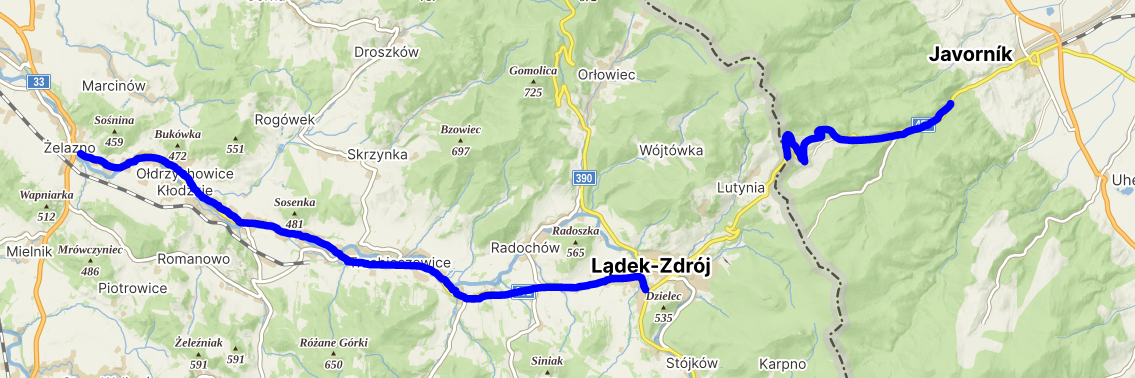 Droszków
Javorník
33
Marcinów
Gomolica
725
Orłowiec
Sośnina
459
Bukówka
472
551
Rogówek
Bzowiec
697
Żelazno
Skrzynka
Wójtówka
Ołdrzychowice
Kłodzkie
390
Lutynia
Wapniarka
512
Sosenka
481
Radoszka
565
Mielnik
Mrówczyniec
486
Romanowo
Radochów
Lądek-Zdrój
Piotrowice
Dzielec
535
Żeleźniak
591
591
Różane Górki
650
Siniak
Stójków
Karpno